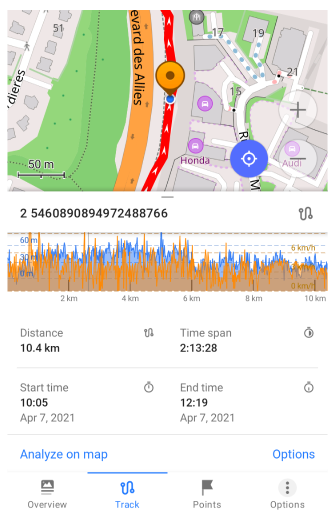 51
17
19
21
15
evard des Allies
dieres
Honda
Audi
R
M
50 m
2 5460890894972488766
60 m
6 km/h
30 m
0 m
0 km/h
2 km
4 km
6 km
8 km
10 km
Distance
Time span
10.4 km
2:13:28
Start time
End time
10:05
12:19
Apr 7, 2021
Apr 7, 2021
Analyze on map
Options
Overview
Track
Points
Options